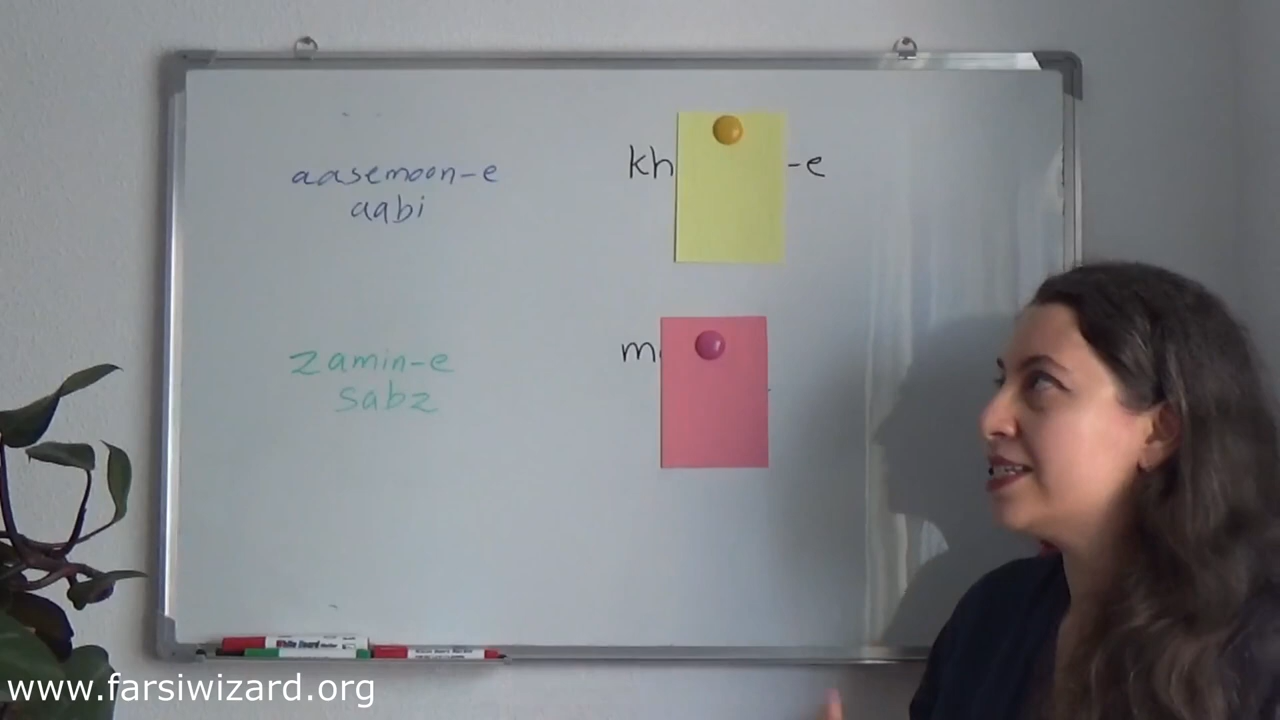 aasemoon-e
aabi
kh -e
zamin-e
sabz
m
www.farsiwizard.org